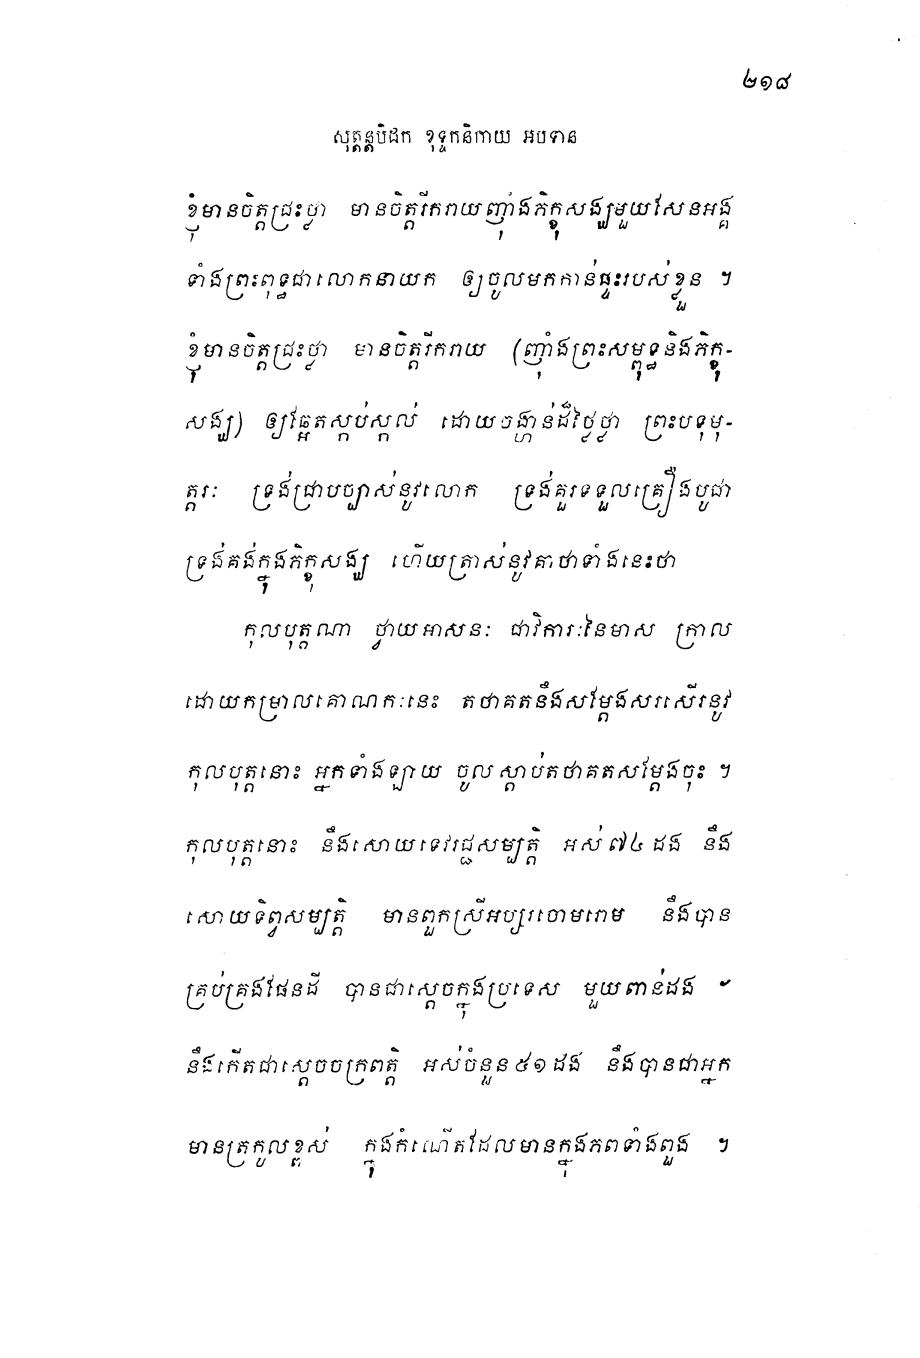 ២១៨
សុត្តន្តបិដក ខុទ្ទកនិកាយ អបទាន
ខ្ញុំមានចិត្តជ្រះថ្លា មានចិត្តរីករាយញ៉ាំងភិក្ខុសង្ឃមួយសែនអង្គ
ទាំងព្រះពុទ្ធជាលោកនាយក ឲ្យចូលមកកាន់ផ្ទះរបស់ខ្លួន ។
ខ្ញុំមានចិត្តជ្រះថ្លា មានចិត្តរីករាយ (ញ៉ាំងព្រះសម្ពុទ្ធនិងភិក្ខុ-
សង្ឃ) ឲ្យឆ្អែតស្កប់ស្កល់ ដោយចង្ហាន់ដ៏ថ្លៃថ្លា ព្រះបទុមុ-
ត្តរៈ ទ្រង់ជ្រាបច្បាស់នូវលោក ទ្រង់គួរទទួលគ្រឿងបូជា
ទ្រង់គង់ក្នុងភិក្ខុសង្ឃ ហើយត្រាស់នូវគាថាទាំងនេះថា
កុលបុត្តណា ថ្វាយអាសនៈ ជាវិការៈនៃមាស ក្រាល
ដោយកម្រាលគោណកៈនេះ តថាគតនឹងសម្ដែងសរសើរនូវ
កុលបុត្តនោះ អ្នកទាំងឡាយ ចូលស្ដាប់តថាគតសម្ដែងចុះ ។
កុលបុត្តនោះ នឹងសោយទេវរជ្ជសម្បត្តិ អស់៧៤ដង នឹង
សោយទិព្វសម្បត្តិ មានពួកស្រីអប្សរចោមរោម នឹងបាន
គ្រប់គ្រងផែនដី បានជាស្ដេចក្នុងប្រទេស មួយពាន់ដង
នឹងកើតជាស្ដេចចក្រពត្តិ អស់ចំនួន៥១ដង នឹងបានជាអ្នក
មានត្រកូលខ្ពស់ ក្នុងកំណើតដែលមានក្នុងភពទាំងពួង ។